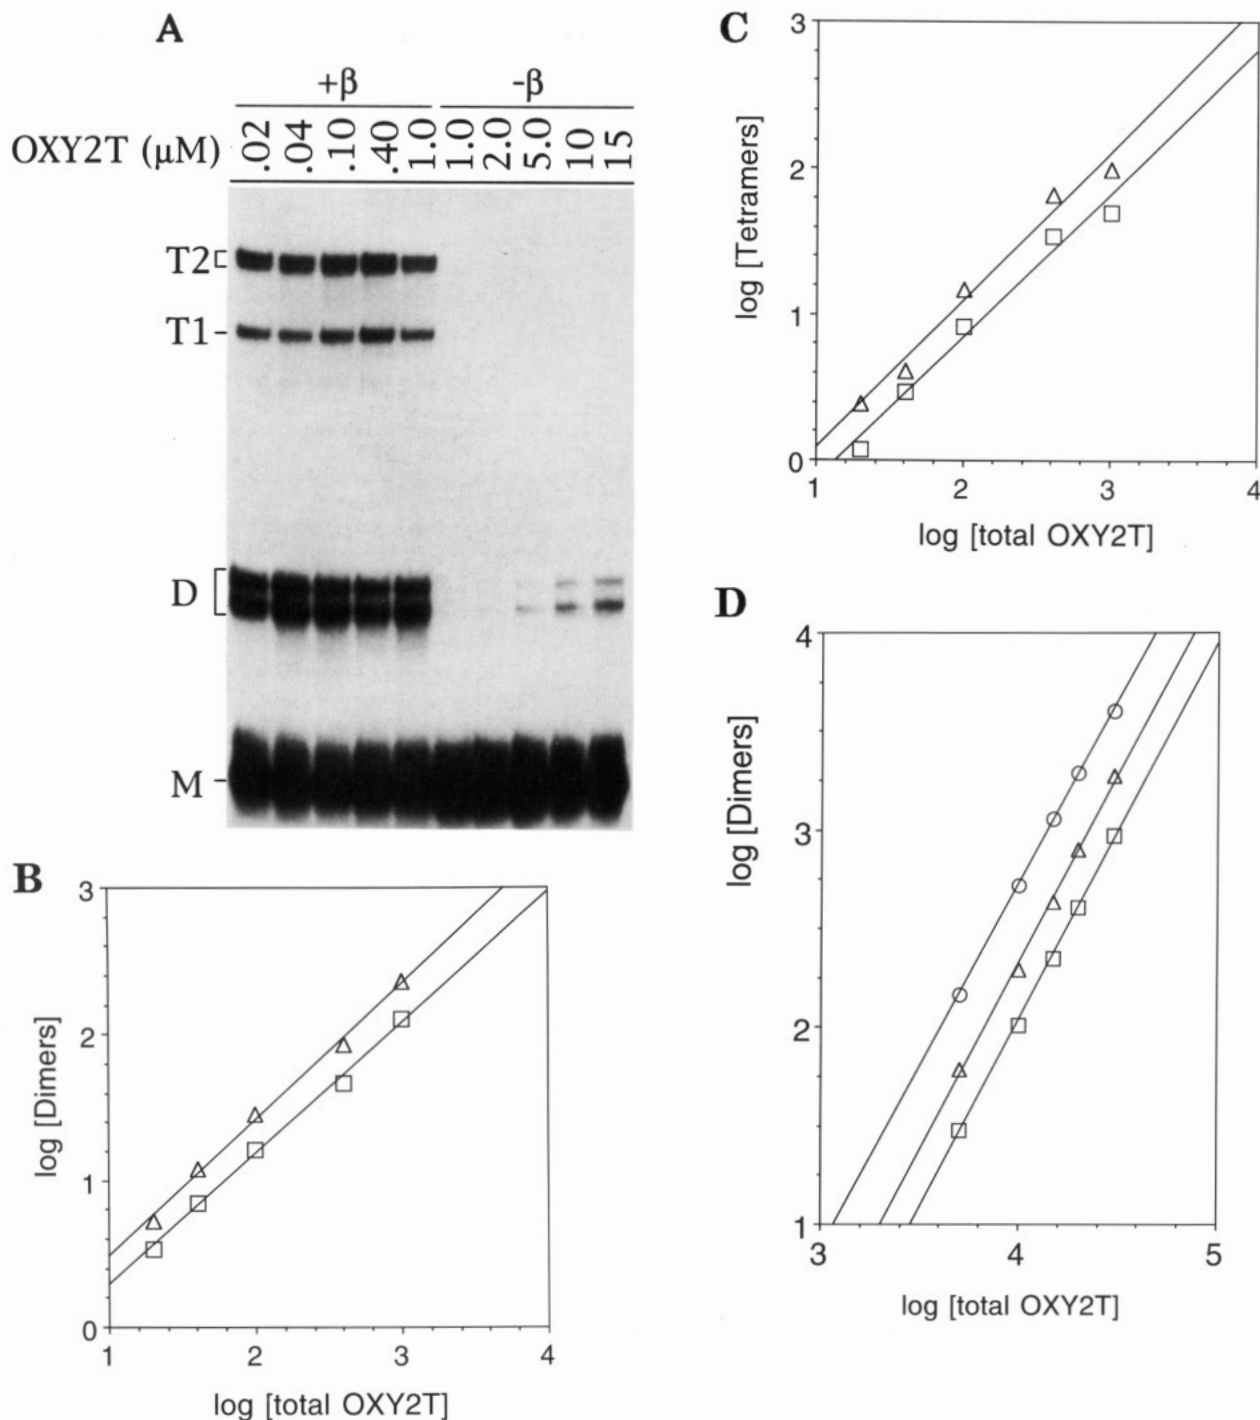 A
+β
-β
OXY2T (μM)
.02
.04
.10
.40
1.0
1.0
2.0
5.0
10
15
T2
T1
D
M
B
3
2
1
0
1
2
3
4
log [Dimers]
log [total OXY2T]
C
3
2
1
0
1
2
3
4
log [Tetramers]
log [total OXY2T]
D
4
3
2
1
3
4
5
log [Dimers]
log [total OXY2T]